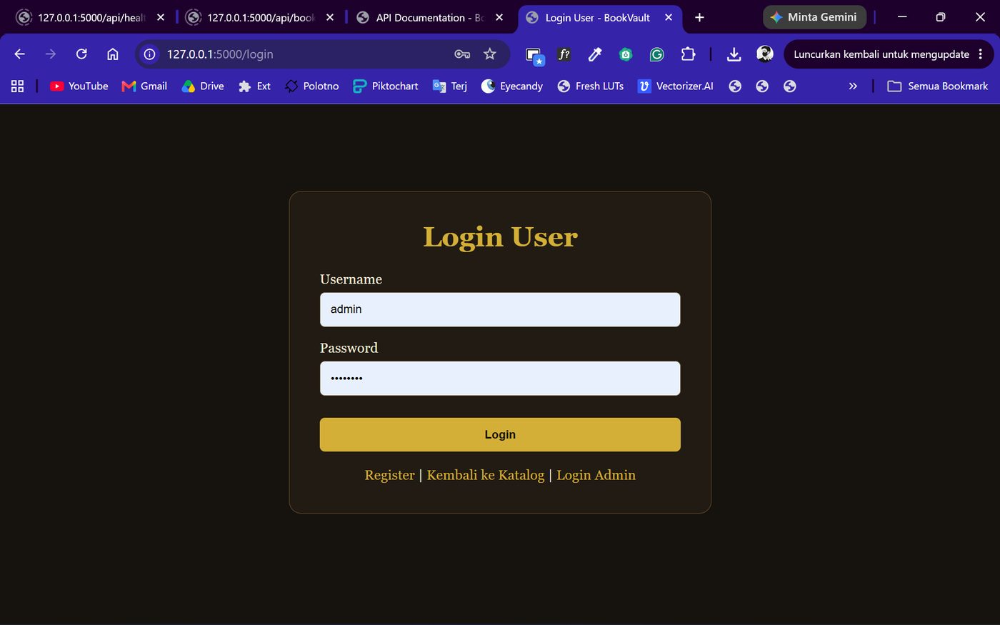 127.0.0.1:5000/api/healt
127.0.0.1:5000/api/book
API Documentation - Bo
Login User - BookVault
Minta Gemini
127.0.0.1:5000/login
Luncurkan kembali untuk mengupdate
YouTube
Gmail
Drive
Ext
Polotno
Piktochart
Terj
Eyecandy
Fresh LUTs
Vectorizer.AI
Semua Bookmark
Login User
Username
admin
Password
••••••••
Login
Register | Kembali ke Katalog | Login Admin